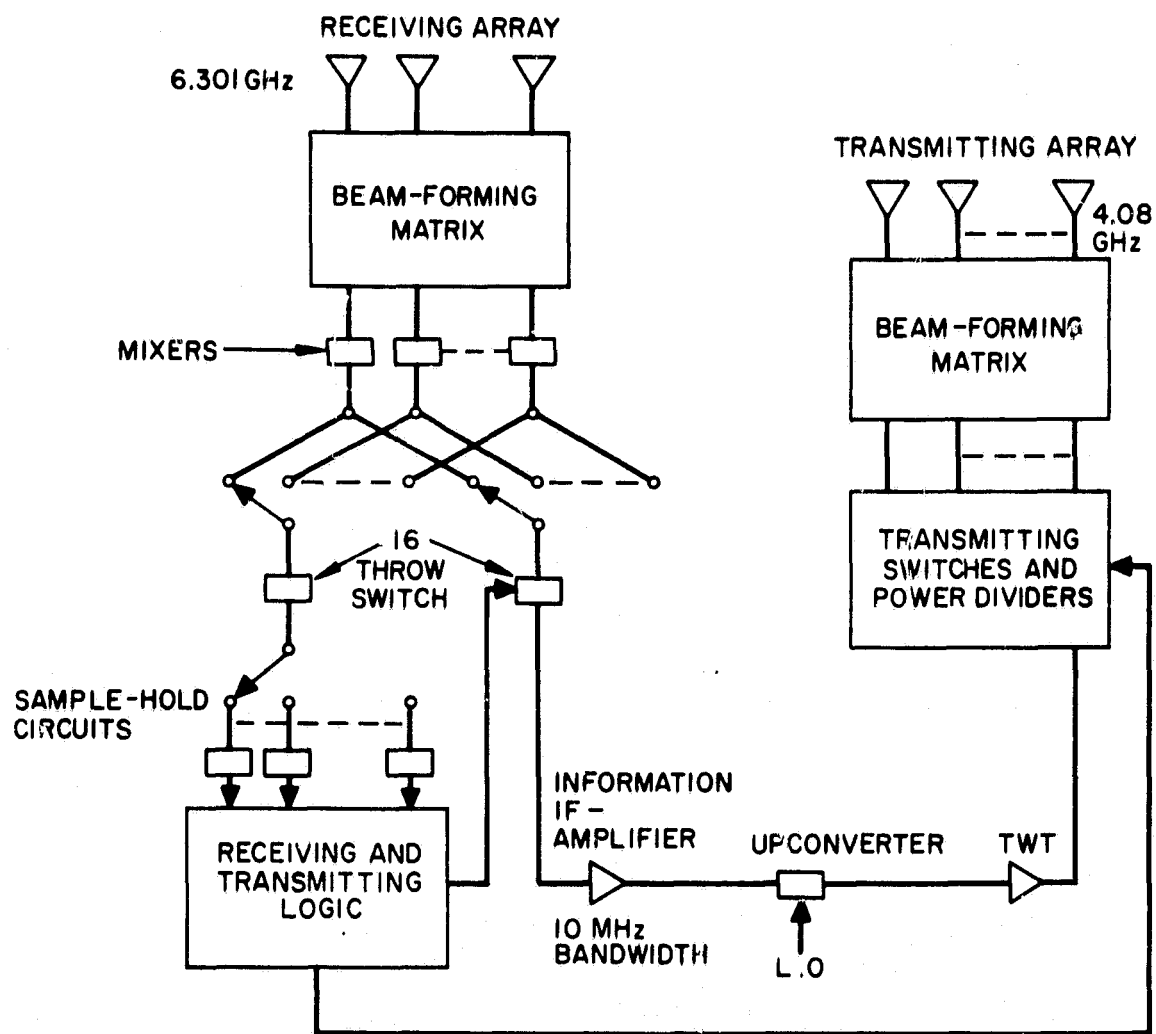 RECEIVING ARRAY
6.301 GHz
BEAM-FORMING
MATRIX
TRANSMITTING ARRAY
4.08
GHz
BEAM-FORMING
MATRIX
MIXERS
16
THROW
SWITCH
TRANSMITTING
SWITCHES AND
POWER DIVIDERS
SAMPLE-HOLD
CIRCUITS
RECEIVING AND
TRANSMITTING
LOGIC
INFORMATION
IF-
AMPLIFIER
10 MHz
BANDWIDTH
UPCONVERTER
L.O
TWT